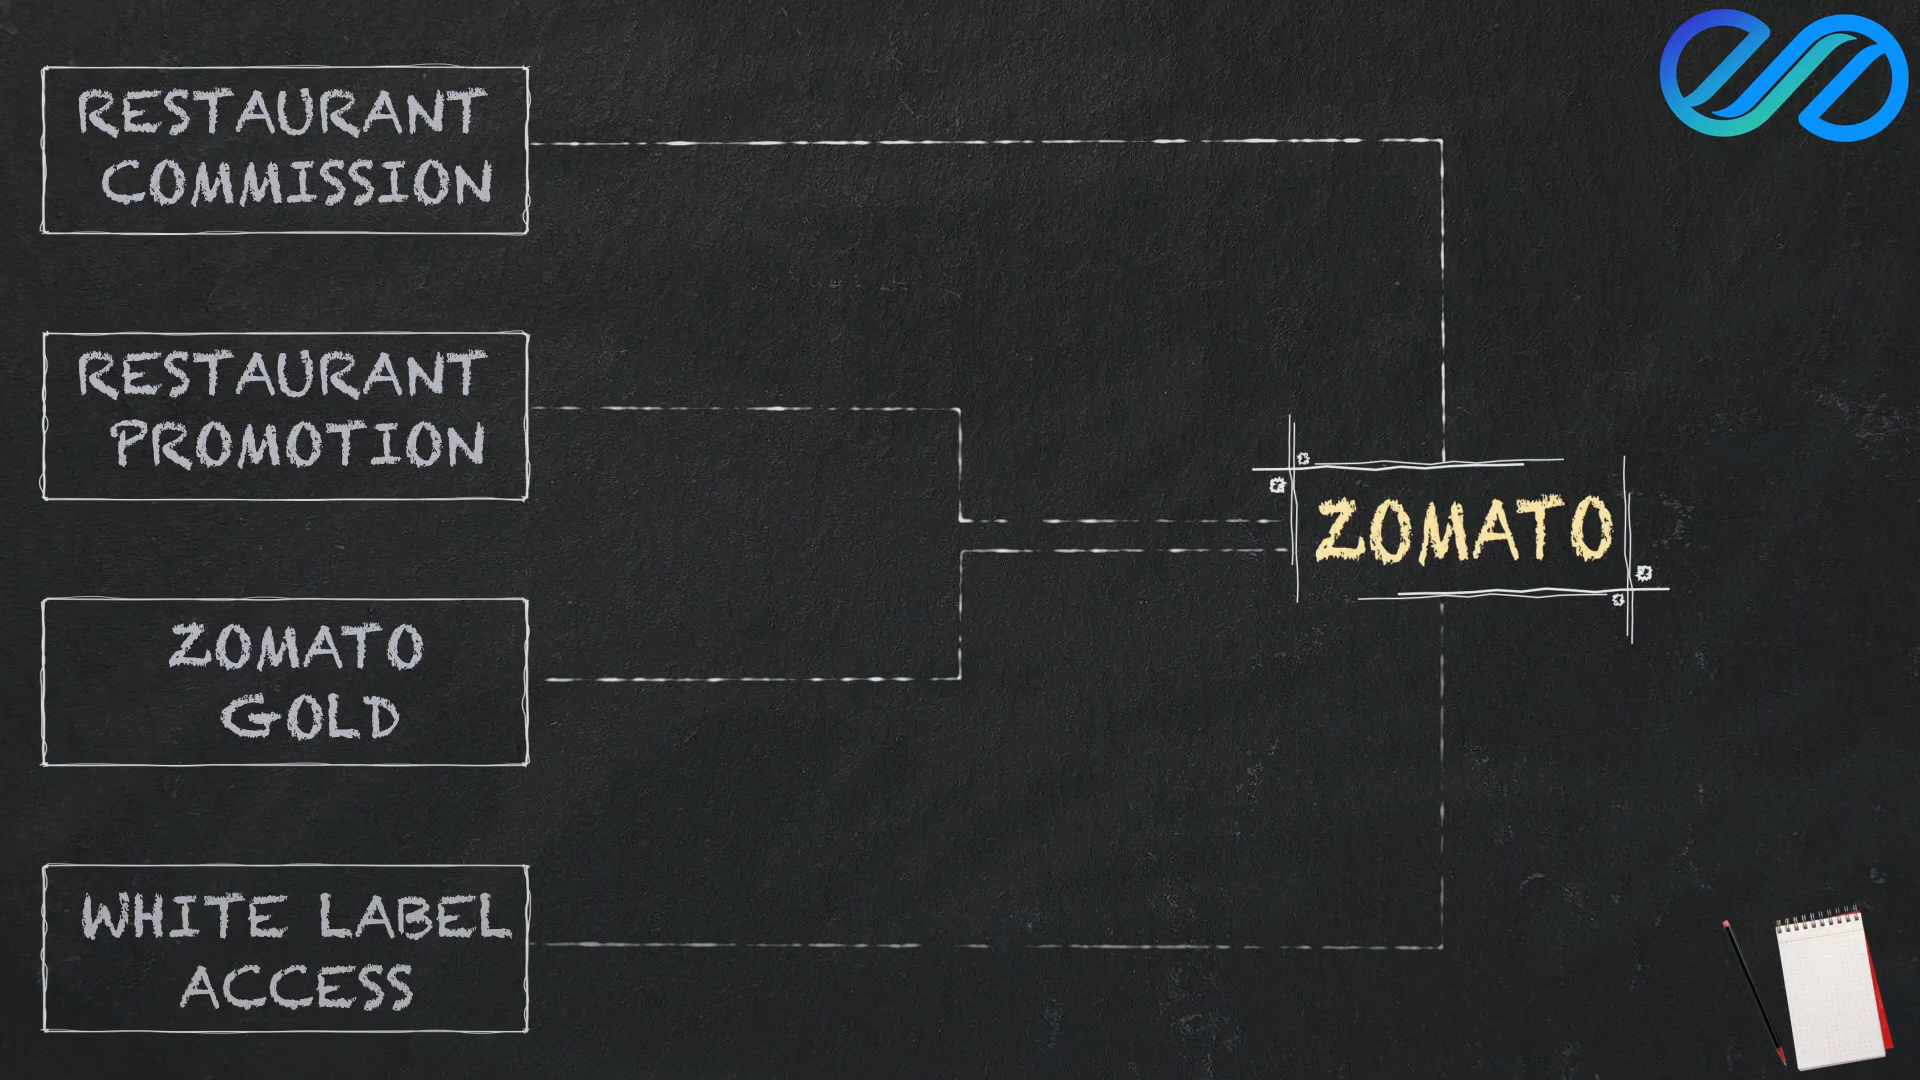 RESTAURANT
COMMISSION
RESTAURANT
PROMOTION
ZOMATO
GOLD
WHITE LABEL
ACCESS
ZOMATO